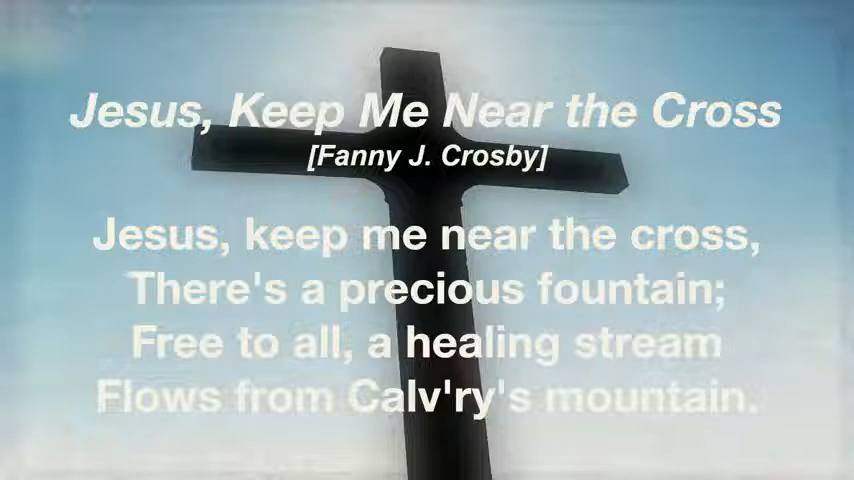 Jesus, Keep Me Near the Cross
[Fanny J. Crosby]
Jesus, keep me near the cross,
There's a precious fountain;
Free to all, a healing stream
Flows from Calv'ry's mountain.